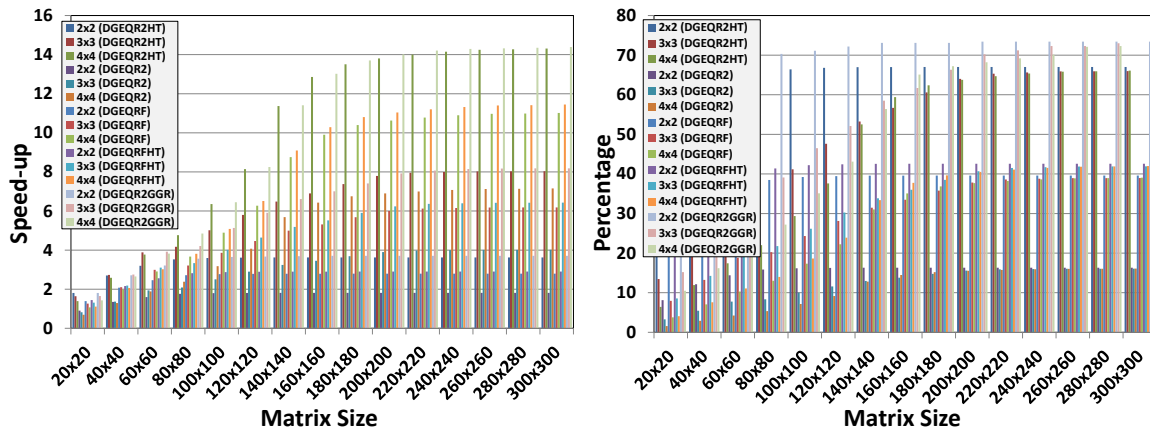 16
14
12
10
8
6
4
2
0
Speed-up
2x2 (DGEQR2HT)
3x3 (DGEQR2HT)
4x4 (DGEQR2HT)
2x2 (DGEQR2)
3x3 (DGEQR2)
4x4 (DGEQR2)
2x2 (DGEQRF)
3x3 (DGEQRF)
4x4 (DGEQRF)
2x2 (DGEQRFHT)
3x3 (DGEQRFHT)
4x4 (DGEQRFHT)
2x2 (DGEQR2GGR)
3x3 (DGEQR2GGR)
4x4 (DGEQR2GGR)
20x20
40x40
60x60
80x80
100x100
120x120
140x140
160x160
180x180
200x200
220x220
240x240
260x260
280x280
300x300
Matrix Size
80
70
60
50
40
30
20
10
0
Percentage
2x2 (DGEQR2HT)
3x3 (DGEQR2HT)
4x4 (DGEQR2HT)
2x2 (DGEQR2)
3x3 (DGEQR2)
4x4 (DGEQR2)
2x2 (DGEQRF)
3x3 (DGEQRF)
4x4 (DGEQRF)
2x2 (DGEQRFHT)
3x3 (DGEQRFHT)
4x4 (DGEQRFHT)
2x2 (DGEQR2GGR)
3x3 (DGEQR2GGR)
4x4 (DGEQR2GGR)
20x20
40x40
60x60
80x80
100x100
120x120
140x140
160x160
180x180
200x200
220x220
240x240
260x260
280x280
300x300
Matrix Size